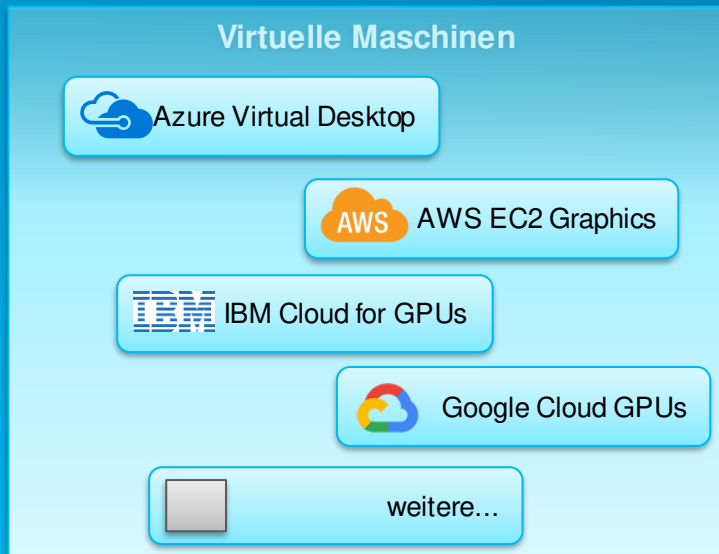 Virtuelle Maschinen
Azure Virtual Desktop
AWS AWS EC2 Graphics
IBM IBM Cloud for GPUs
Google Cloud GPUs
weitere...